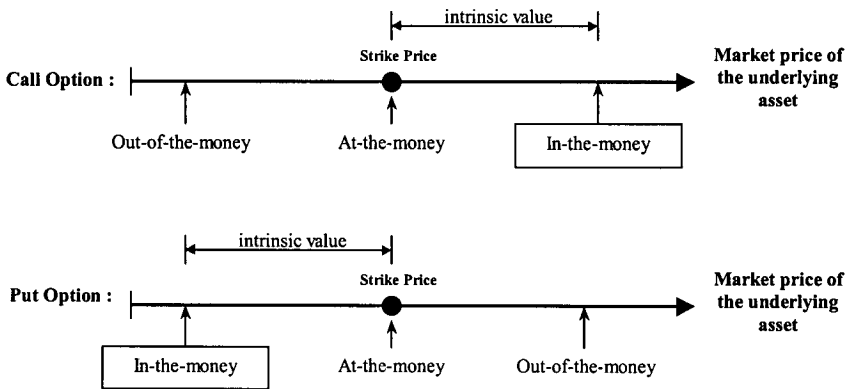 intrinsic value
Strike Price
Call Option :
Market price of
the underlying
asset
Out-of-the-money
At-the-money
In-the-money
intrinsic value
Strike Price
Put Option :
Market price of
the underlying
asset
In-the-money
At-the-money
Out-of-the-money